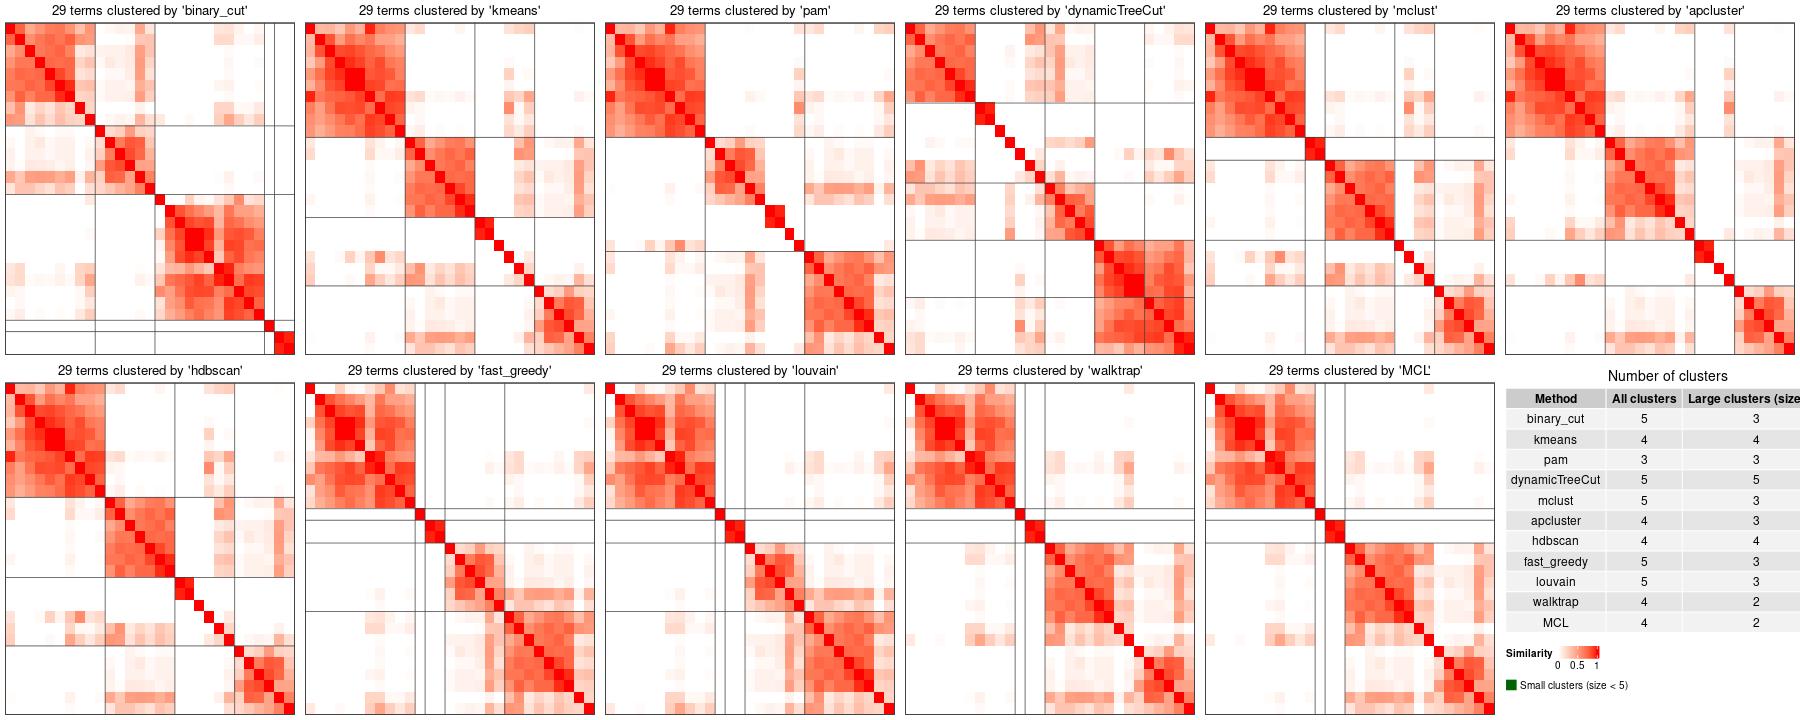 29 terms clustered by 'binary_cut'
29 terms clustered by 'kmeans'
29 terms clustered by 'pam'
29 terms clustered by 'dynamicTreeCut'
29 terms clustered by 'mclust'
29 terms clustered by 'apcluster'
29 terms clustered by 'hdbscan'
29 terms clustered by 'fast_greedy'
29 terms clustered by 'louvain'
29 terms clustered by 'walktrap'
29 terms clustered by 'MCL'
Number of clusters
Method All clusters Large clusters (size
binary_cut 5 3
kmeans 4 4
pam 3 3
dynamicTreeCut 5 5
mclust 5 3
apcluster 4 3
hdbscan 4 4
fast_greedy 5 3
louvain 5 3
walktrap 4 2
MCL 4 2
Similarity
0 0.5 1
Small clusters (size < 5)